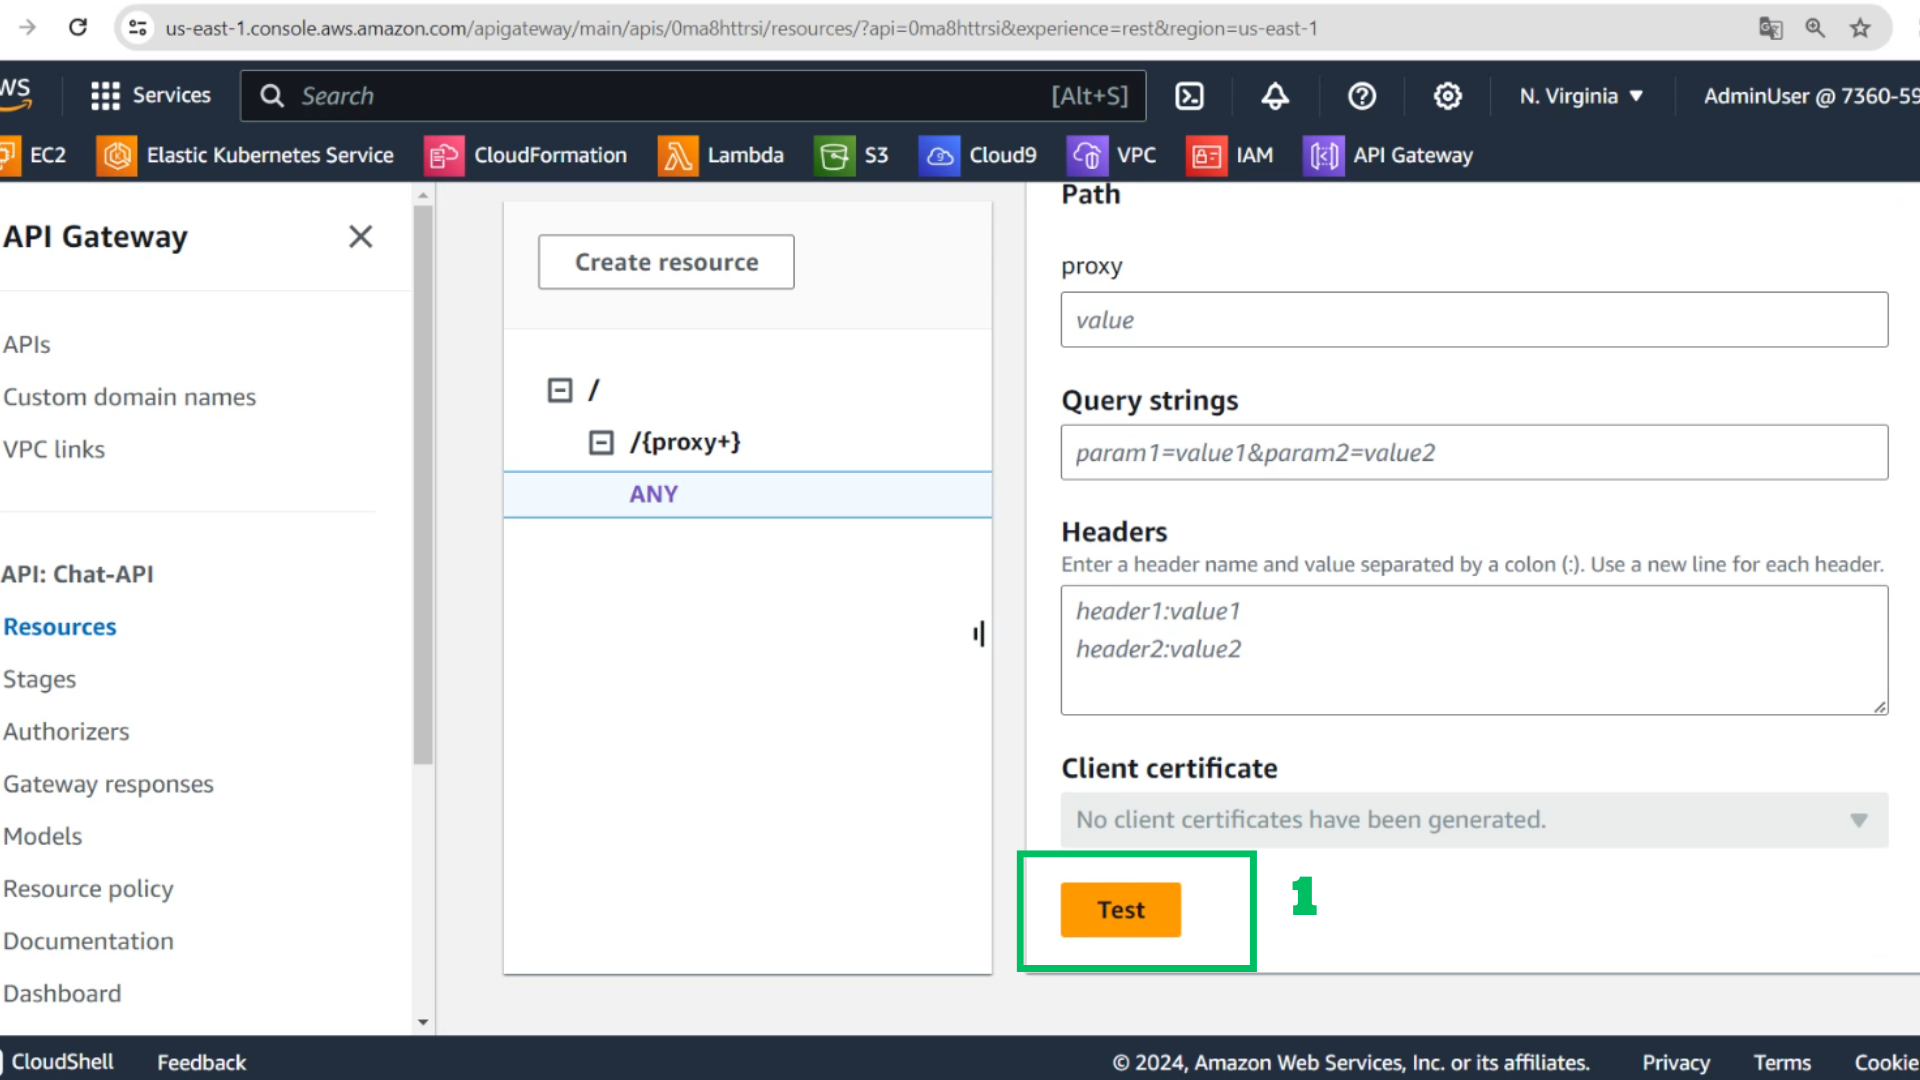 us-east-1.console.aws.amazon.com/apigateway/main/apis/0ma8httrsi/resources/?api=0ma8httrsi&experience=rest&region=us-east-1
Services
Search
[Alt+S]
N. Virginia ▼
AdminUser @ 7360-59
EC2
Elastic Kubernetes Service
CloudFormation
Lambda
S3
Cloud9
VPC
IAM
API Gateway
API Gateway
APIs
Custom domain names
VPC links
API: Chat-API
Resources
Stages
Authorizers
Gateway responses
Models
Resource policy
Documentation
Dashboard
Create resource
/
/{proxy+}
ANY
Path
proxy
value
Query strings
param1=value1&param2=value2
Headers
Enter a header name and value separated by a colon (:). Use a new line for each header.
header1:value1
header2:value2
Client certificate
No client certificates have been generated.
Test
1
CloudShell
Feedback
© 2024, Amazon Web Services, Inc. or its affiliates.
Privacy
Terms
Cookie